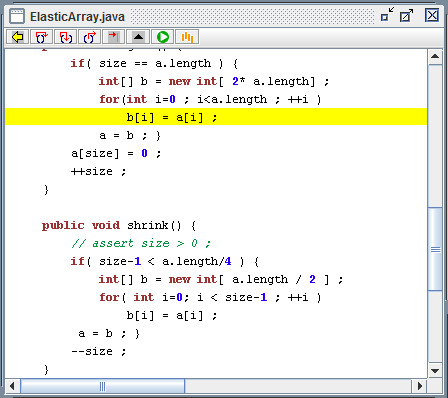 ElasticArray.java
if( size == a.length ) {
int[] b = new int[ 2* a.length] ;
for(int i=0 ; i<a.length ; ++i )
b[i] = a[i] ;
a = b ; }
a[size] = 0 ;
++size ;
}
public void shrink() {
// assert size > 0 ;
if( size-1 < a.length/4 ) {
int[] b = new int[ a.length / 2 ] ;
for( int i=0; i < size-1 ; ++i )
b[i] = a[i] ;
a = b ; }
--size ;
}